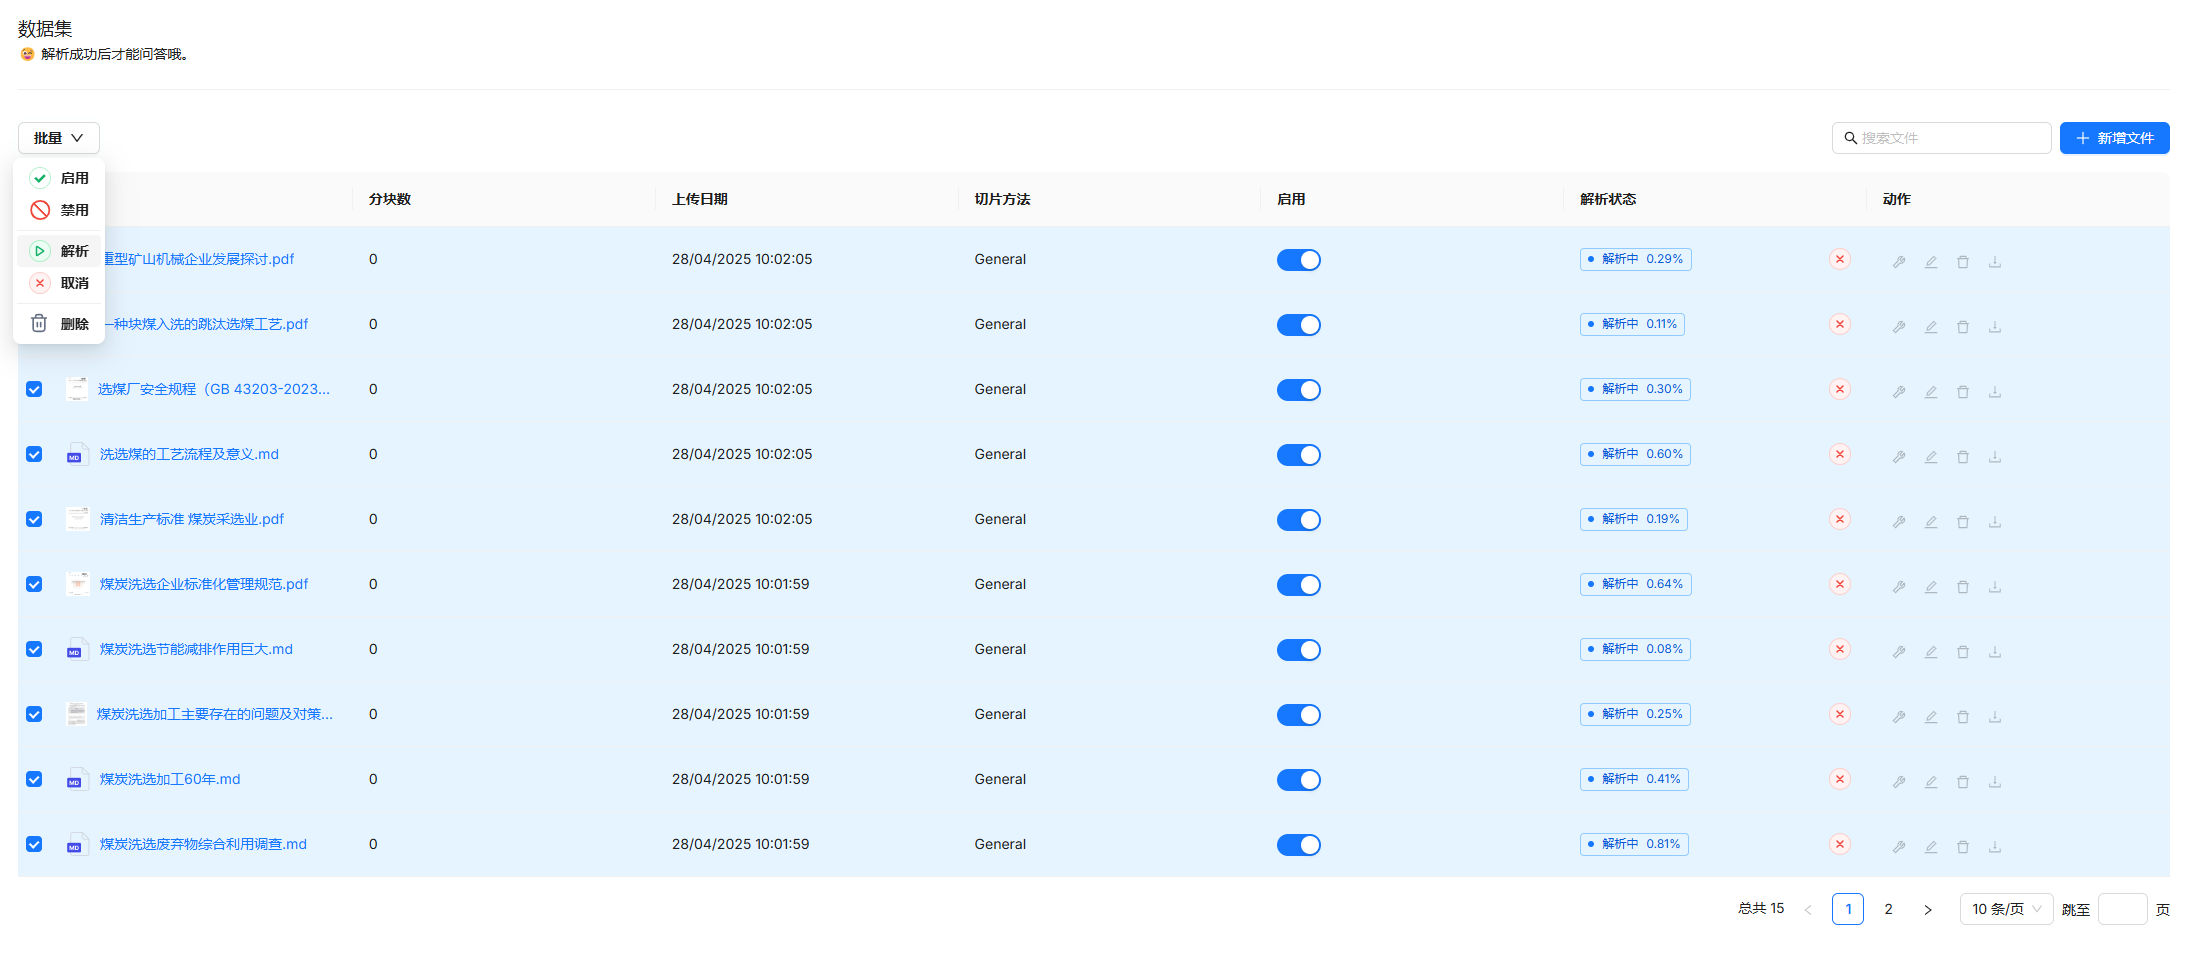 数据集
解析成功后才能问答哦。
批量
搜索文件
新增文件
启用
禁用
解析
取消
删除
分块数 上传日期 切片方法 启用 解析状态 动作
重型矿山机械企业发展探讨.pdf 0 28/04/2025 10:02:05 General 解析中 0.29%
一种块煤入洗的跳汰选煤工艺.pdf 0 28/04/2025 10:02:05 General 解析中 0.11%
选煤厂安全规程（GB 43203-2023... 0 28/04/2025 10:02:05 General 解析中 0.30%
洗选煤的工艺流程及意义.md 0 28/04/2025 10:02:05 General 解析中 0.60%
清洁生产标准 煤炭采选业.pdf 0 28/04/2025 10:02:05 General 解析中 0.19%
煤炭洗选企业标准化管理规范.pdf 0 28/04/2025 10:01:59 General 解析中 0.64%
煤炭洗选节能减排作用巨大.md 0 28/04/2025 10:01:59 General 解析中 0.08%
煤炭洗选加工主要存在的问题及对策... 0 28/04/2025 10:01:59 General 解析中 0.25%
煤炭洗选加工60年.md 0 28/04/2025 10:01:59 General 解析中 0.41%
煤炭洗选废弃物综合利用调查.md 0 28/04/2025 10:01:59 General 解析中 0.81%
总共 15 1 2 10 条/页 跳至 页